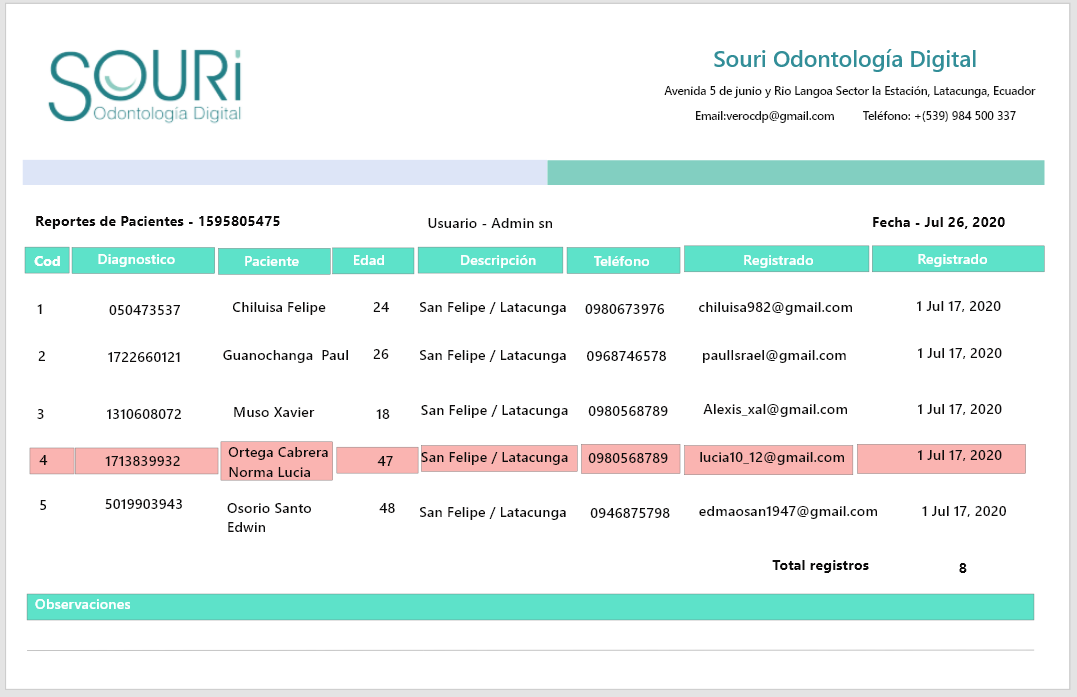 SOURi
Odontología Digital
Souri Odontología Digital
Avenida 5 de junio y Rio Langoa Sector la Estación, Latacunga, Ecuador
Email:verocdp@gmail.com Teléfono: +(539) 984 500 337
Reportes de Pacientes - 1595805475 Usuario - Admin sn Fecha - Jul 26, 2020
Cod Diagnostico Paciente Edad Descripción Teléfono Registrado Registrado
1 050473537 Chiluisa Felipe 24 San Felipe / Latacunga 0980673976 chiluisa982@gmail.com 1 Jul 17, 2020
2 1722660121 Guanochanga Paul 26 San Felipe / Latacunga 0968746578 paulIsrael@gmail.com 1 Jul 17, 2020
3 1310608072 Muso Xavier 18 San Felipe / Latacunga 0980568789 Alexis_xal@gmail.com 1 Jul 17, 2020
4 1713839932 Ortega Cabrera 47 San Felipe / Latacunga 0980568789 lucia10_12@gmail.com 1 Jul 17, 2020
Norma Lucia
5 5019903943 Osorio Santo 48 San Felipe / Latacunga 0946875798 edmaosan1947@gmail.com 1 Jul 17, 2020
Edwin
Total registros 8
Observaciones